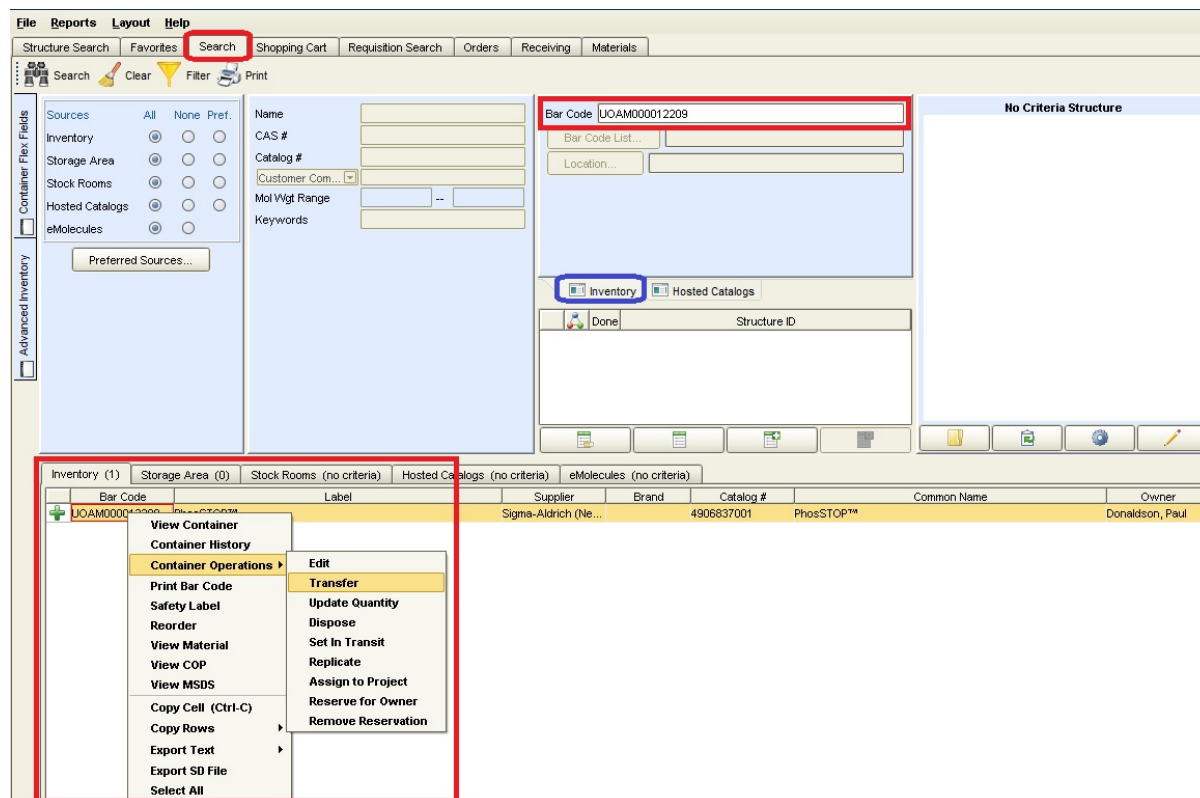 File Reports Layout Help
Structure Search Favorites Search Shopping Cart Requisition Search Orders Receiving Materials
Search Clear Filter Print
Container Flex Fields
Advanced Inventory
Sources All None Pref.
Inventory
Storage Area
Stock Rooms
Hosted Catalogs
eMolecules
Preferred Sources...
Name
CAS #
Catalog #
Customer Com...
Mol Wgt Range --
Keywords
Bar Code UOAM000012209
Bar Code List...
Location...
Inventory Hosted Catalogs
Done Structure ID
No Criteria Structure
Inventory (1) Storage Area (0) Stock Rooms (no criteria) Hosted Catalogs (no criteria) eMolecules (no criteria)
Bar Code Label Supplier Brand Catalog # Common Name Owner
UOAM000012209 PhosSTOP™ Sigma-Aldrich (Ne... 4906837001 PhosSTOP™ Donaldson, Paul
View Container
Container History
Container Operations
Print Bar Code
Safety Label
Reorder
View Material
View COP
View MSDS
Copy Cell (Ctrl-C)
Copy Rows
Export Text
Export SD File
Select All
Edit
Transfer
Update Quantity
Dispose
Set In Transit
Replicate
Assign to Project
Reserve for Owner
Remove Reservation